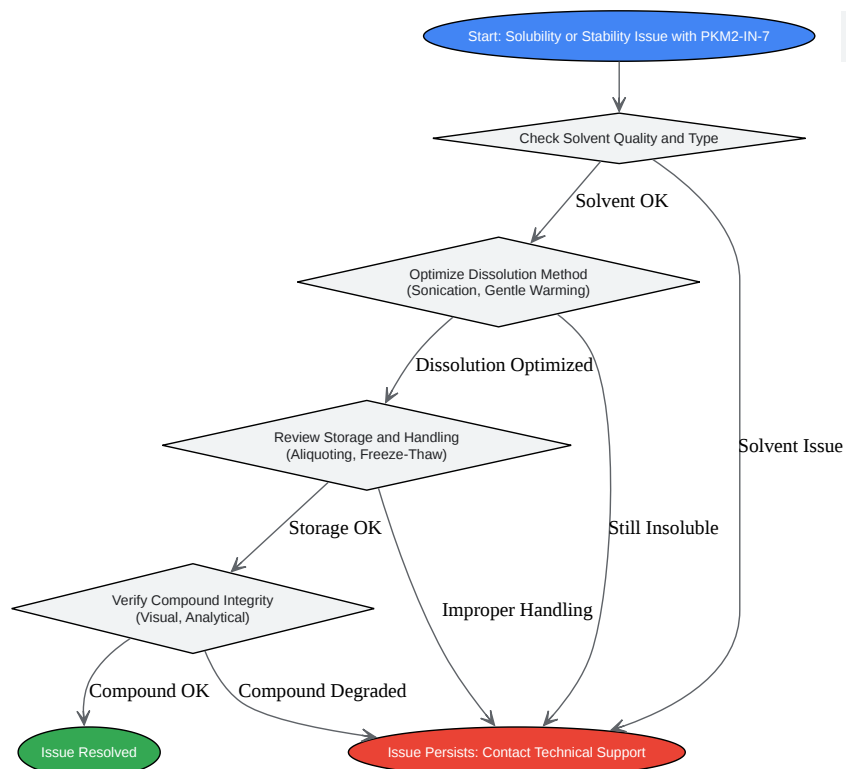 Start: Solubility or Stability Issue with PKM2-IN-7
Check Solvent Quality and Type
Solvent OK
Optimize Dissolution Method
(Sonication, Gentle Warming)
Dissolution Optimized
Review Storage and Handling
(Aliquoting, Freeze-Thaw)
Solvent Issue
Storage OK
Still Insoluble
Verify Compound Integrity
(Visual, Analytical)
Improper Handling
Compound OK
Compound Degraded
Issue Resolved
Issue Persists: Contact Technical Support